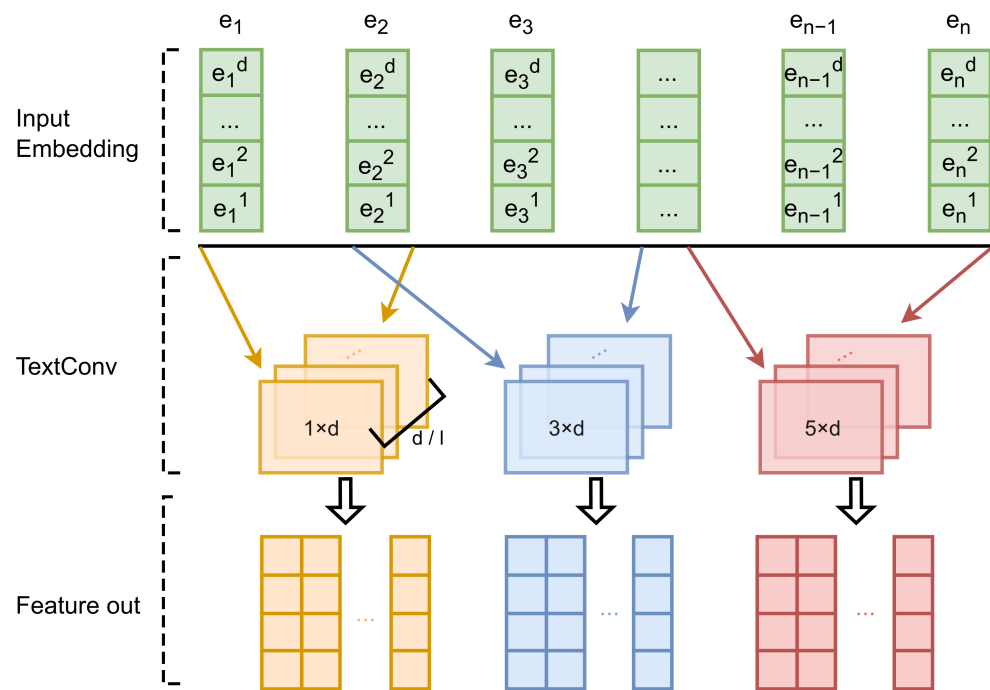 e₁ e₂ e₃ eₙ₋₁ eₙ
Input
Embedding
e₁ᵈ e₂ᵈ e₃ᵈ ... eₙ₋₁ᵈ eₙᵈ
... ... ... ... ... ...
e₁² e₂² e₃² ... eₙ₋₁² eₙ²
e₁¹ e₂¹ e₃¹ ... eₙ₋₁¹ eₙ¹
TextConv
... ... ...
1×d 3×d 5×d
d / l
Feature out
... ... ...